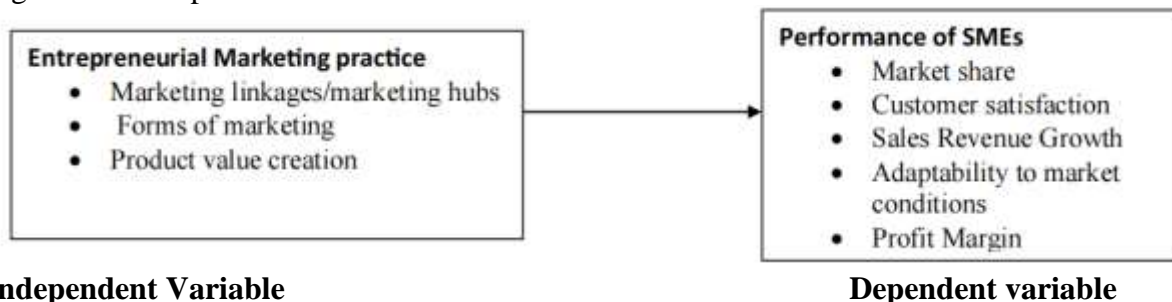 Entrepreneurial Marketing practice
• Marketing linkages/marketing hubs
• Forms of marketing
• Product value creation
Performance of SMEs
• Market share
• Customer satisfaction
• Sales Revenue Growth
• Adaptability to market
conditions
• Profit Margin
ndependent Variable
Dependent variable